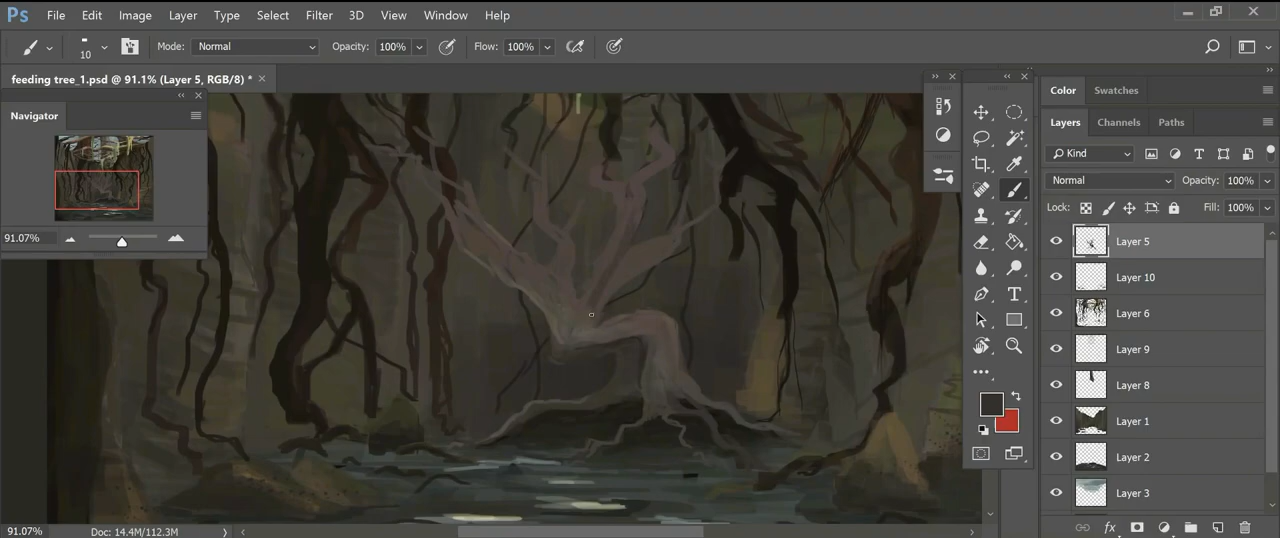 Ps File Edit Image Layer Type Select Filter 3D View Window Help
10 Mode: Normal Opacity: 100% Flow: 100%
feeding tree_1.psd @ 91.1% (Layer 5, RGB/8) *
Navigator
91.07%
Color Swatches
Layers Channels Paths
Kind
Normal Opacity: 100%
Lock: Fill: 100%
Layer 5
Layer 10
Layer 6
Layer 9
Layer 8
Layer 1
Layer 2
Layer 3
fx
91.07% Doc: 14.4M/112.3M